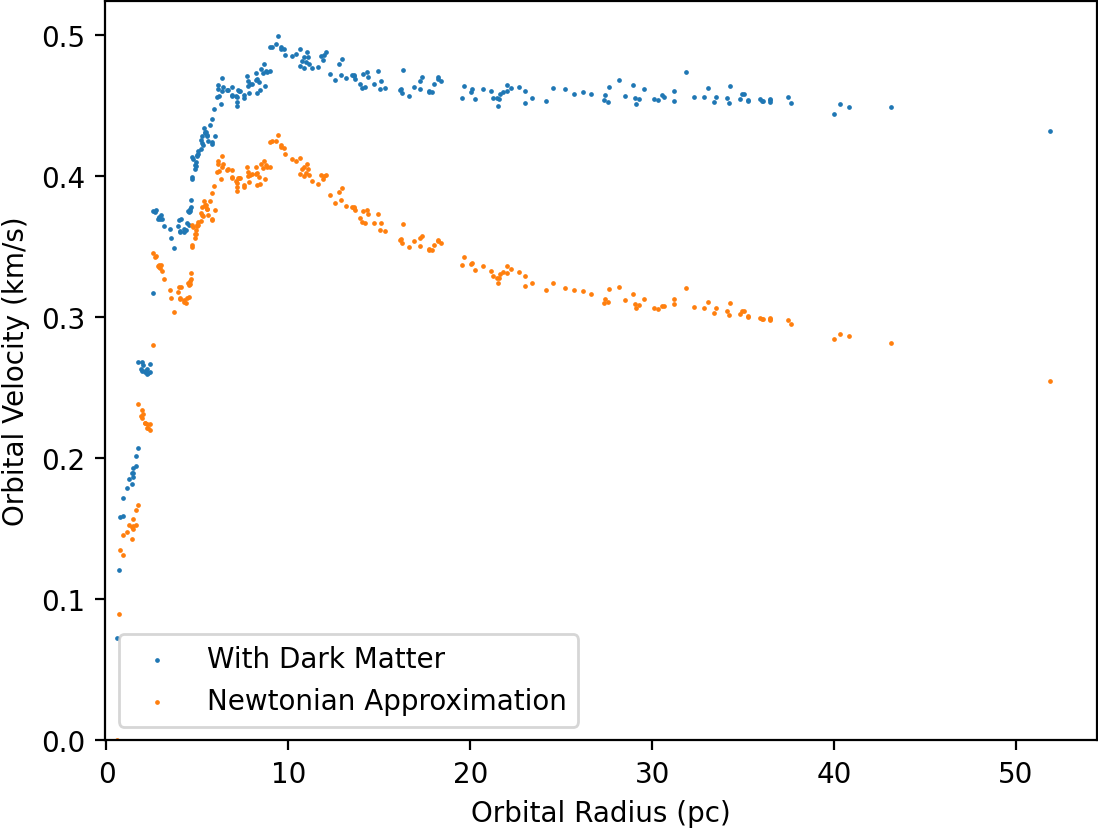 0.5
0.4
0.3
0.2
0.1
0.0
Orbital Velocity (km/s)
With Dark Matter
Newtonian Approximation
0 10 20 30 40 50
Orbital Radius (pc)